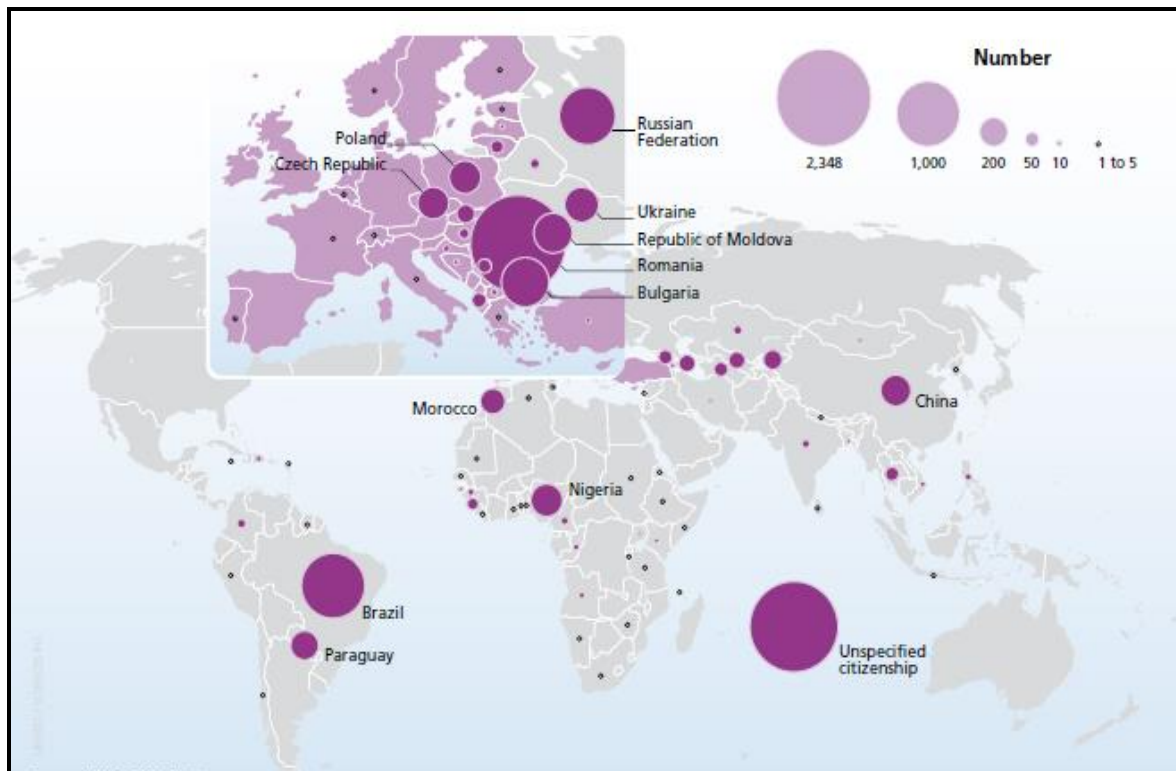 Number
2,348
1,000
200
50
10
1 to 5
Poland
Czech Republic
Russian
Federation
Ukraine
Republic of Moldova
Romania
Bulgaria
Morocco
China
Nigeria
Brazil
Paraguay
Unspecified
citizenship